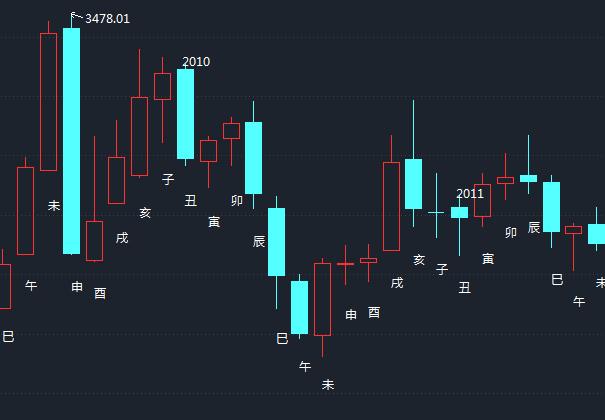 3478.01
2010
2011
巳
午
未
申
酉
戌
亥
子
丑
寅
卯
辰
巳
午
未
申
酉
戌
亥
子
丑
寅
卯
辰
巳
午
未